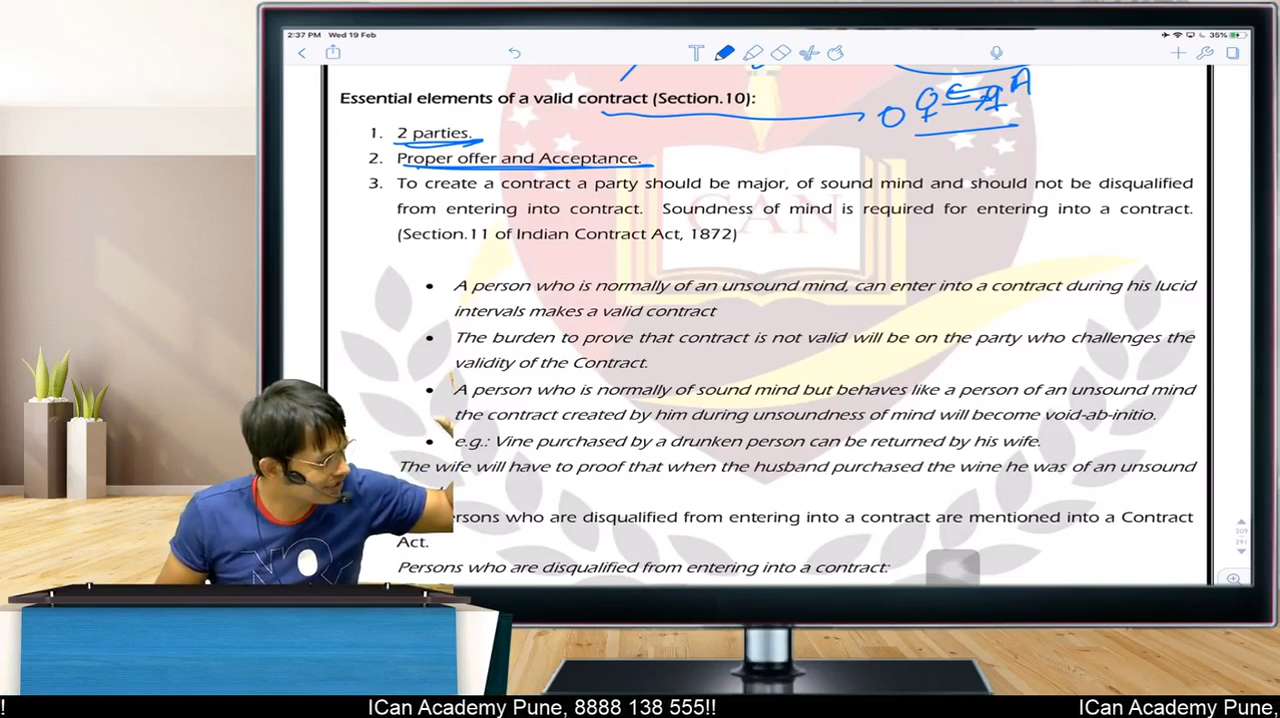 2:37 PM Wed 19 Feb
35%
T
Essential elements of a valid contract (Section.10):
O
A
1. 2 parties.
2. Proper offer and Acceptance.
3. To create a contract a party should be major, of sound mind and should not be disqualified
from entering into contract. Soundness of mind is required for entering into a contract.
(Section.11 of Indian Contract Act, 1872)
CAN
• A person who is normally of an unsound mind, can enter into a contract during his lucid
intervals makes a valid contract
• The burden to prove that contract is not valid will be on the party who challenges the
validity of the Contract.
• A person who is normally of sound mind but behaves like a person of an unsound mind
the contract created by him during unsoundness of mind will become void-ab-initio.
• e.g.: Vine purchased by a drunken person can be returned by his wife.
The wife will have to proof that when the husband purchased the wine he was of an unsound
rsons who are disqualified from entering into a contract are mentioned into a Contract
Act.
Persons who are disqualified from entering into a contract:
209
291
!! ICan Academy Pune, 8888 138 555!! ICan Academy Pune,